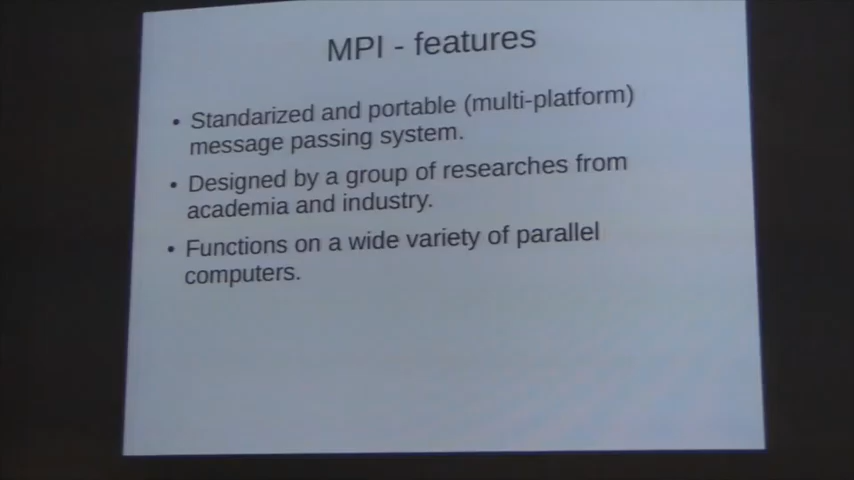 MPI - features
• Standarized and portable (multi-platform)
message passing system.
• Designed by a group of researches from
academia and industry.
• Functions on a wide variety of parallel
computers.